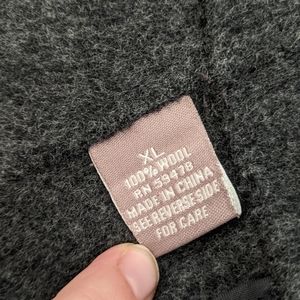 XL
100% WOOL
RN 59478
MADE IN CHINA
SEE REVERSE SIDE
FOR CARE